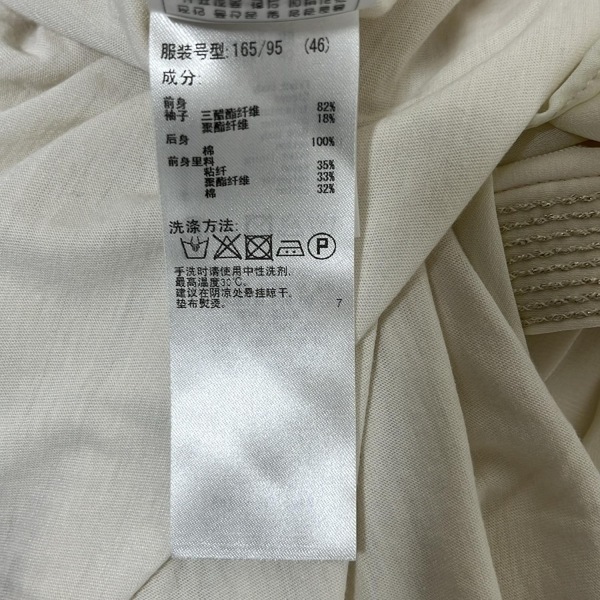 服装号型:165/95 (46)
成分:
前身
袖子 三醋酯纤维 82%
聚酯纤维 18%
后身
棉 100%
前身里料
粘纤 35%
聚酯纤维 33%
棉 32%
洗涤方法:
P
手洗时请使用中性洗剂.
最高温度30℃.
建议在阴凉处悬挂晾干.
垫布熨烫. 7